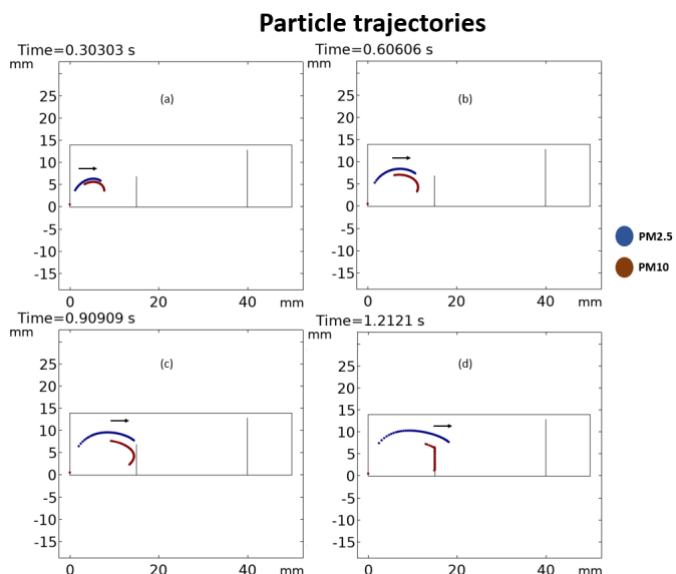 Particle trajectories
Time=0.30303 s
mm
(a)
25
20
15
10
5
0
-5
-10
-15
0 20 40 mm
Time=0.60606 s
mm
(b)
25
20
15
10
5
0
-5
-10
-15
0 20 40 mm
PM2.5
PM10
Time=0.90909 s
mm
(c)
25
20
15
10
5
0
-5
-10
-15
0 20 40 mm
Time=1.2121 s
mm
(d)
25
20
15
10
5
0
-5
-10
-15
0 20 40 mm